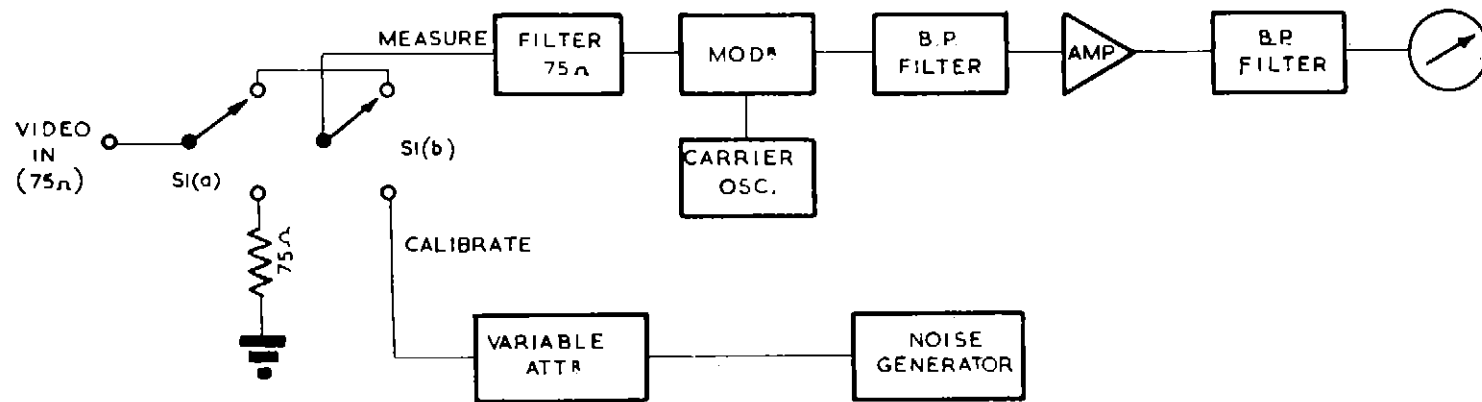 VIDEO
IN
(75Ω)
S1(a)
S1(b)
MEASURE
FILTER
75Ω
MODR
B.P.
FILTER
AMP
B.P.
FILTER
CARRIER
OSC.
75Ω
CALIBRATE
VARIABLE
ATTR
NOISE
GENERATOR